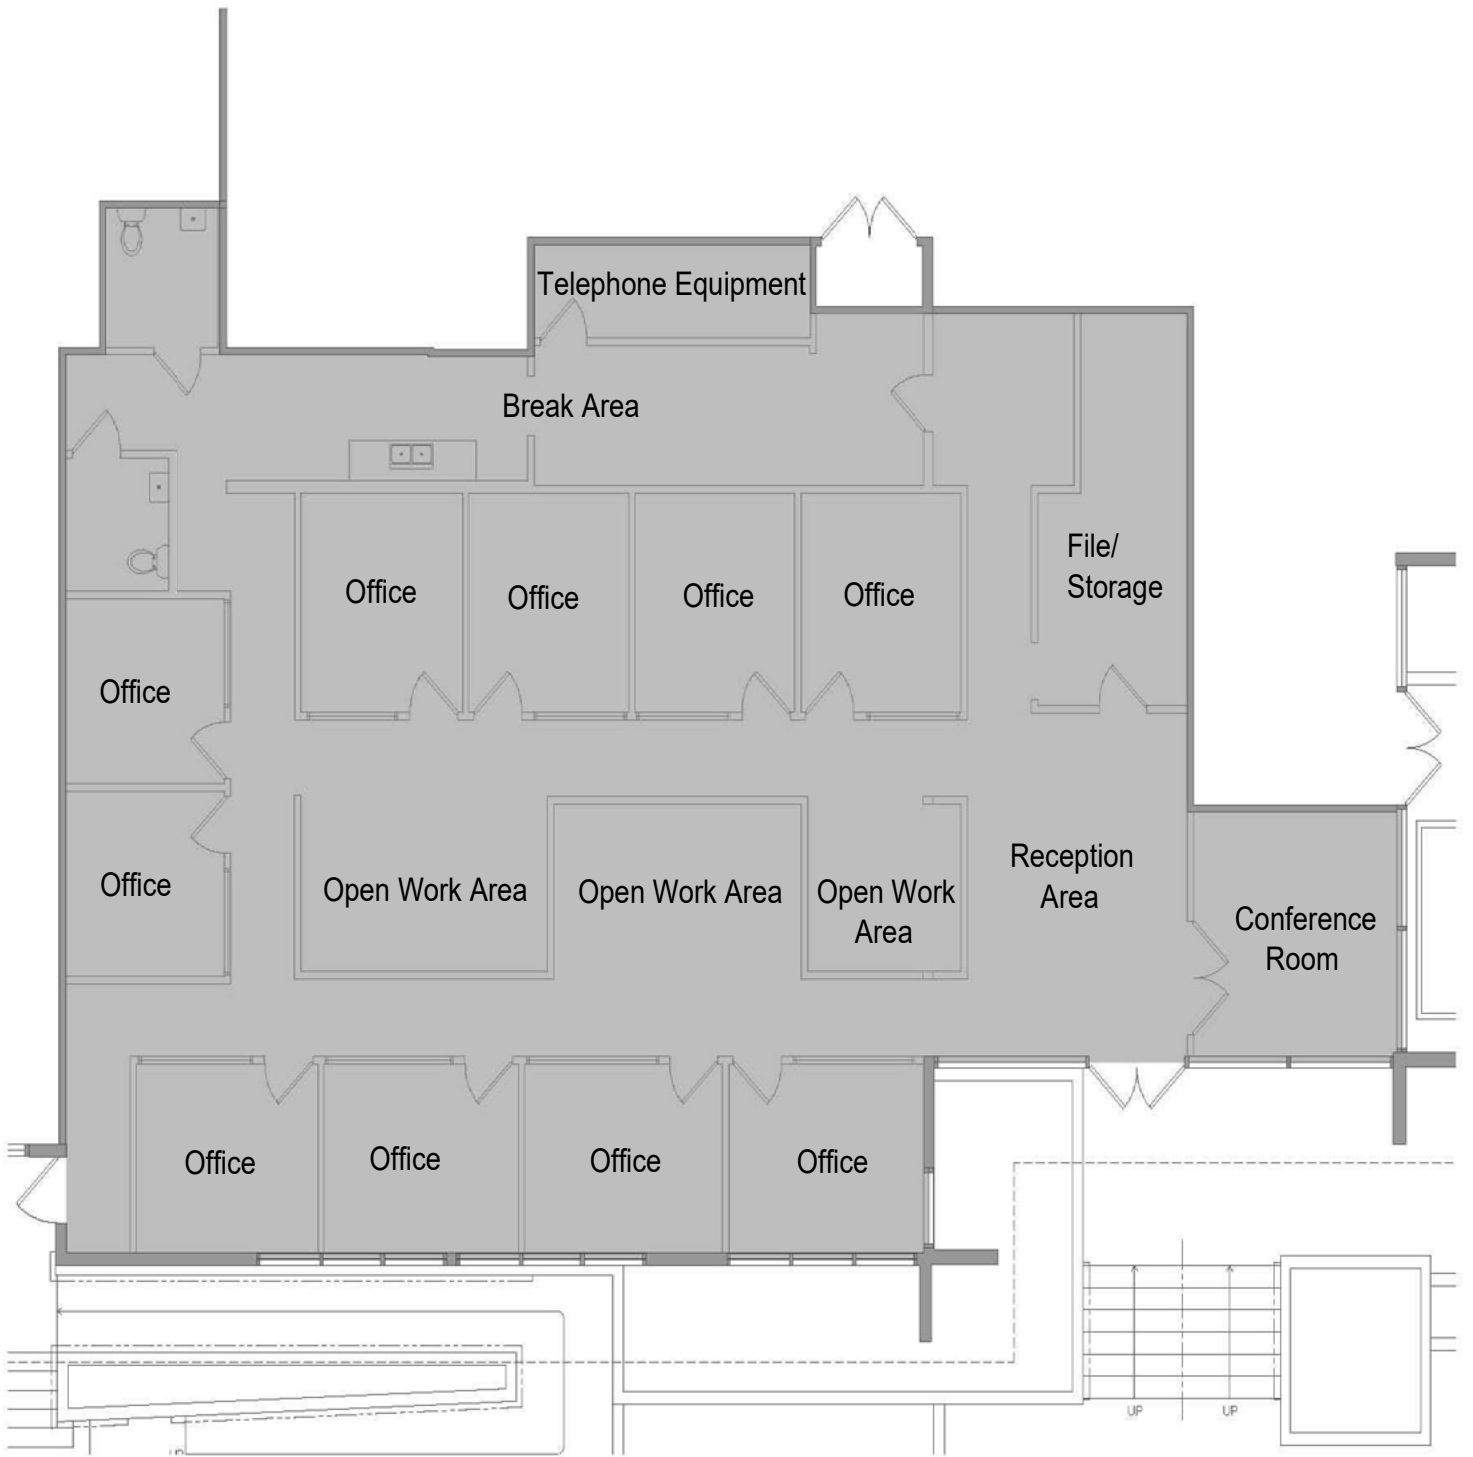 Telephone Equipment
Break Area
File/
Storage
Office
Office
Office
Office
Office
Office
Open Work Area
Open Work Area
Open Work
Area
Reception
Area
Conference
Room
Office
Office
Office
Office
UP
UP